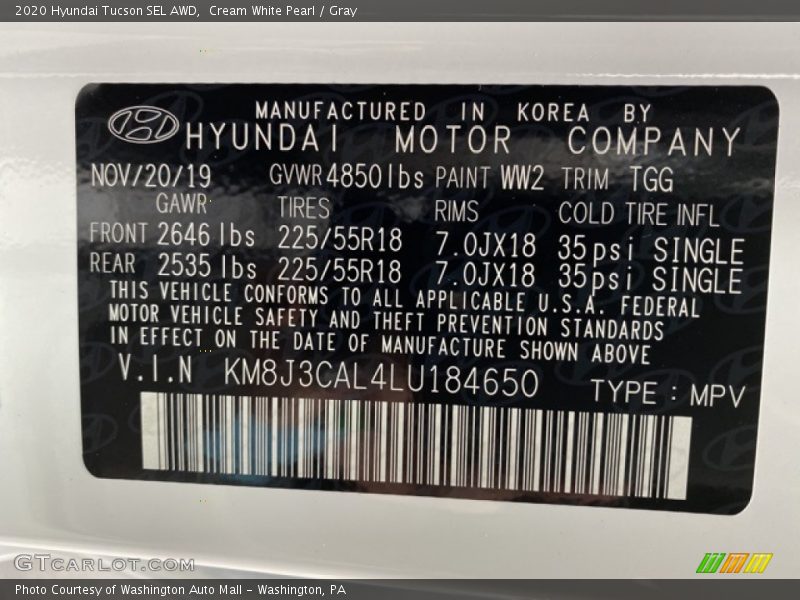 2020 Hyundai Tucson SEL AWD,  Cream White Pearl / Gray
MANUFACTURED IN KOREA BY
HYUNDAI MOTOR COMPANY
NOV/20/19 GVWR 4850 lbs PAINT WW2 TRIM TGG
GAWR TIRES RIMS COLD TIRE INFL
FRONT 2646 lbs 225/55R18 7.0JX18 35psi SINGLE
REAR 2535 lbs 225/55R18 7.0JX18 35psi SINGLE
THIS VEHICLE CONFORMS TO ALL APPLICABLE U.S.A. FEDERAL
MOTOR VEHICLE SAFETY AND THEFT PREVENTION STANDARDS
IN EFFECT ON THE DATE OF MANUFACTURE SHOWN ABOVE
V.I.N KM8J3CAL4LU184650 TYPE : MPV
GTCARLOT.COM
Photo Courtesy of Washington Auto Mall - Washington, PA